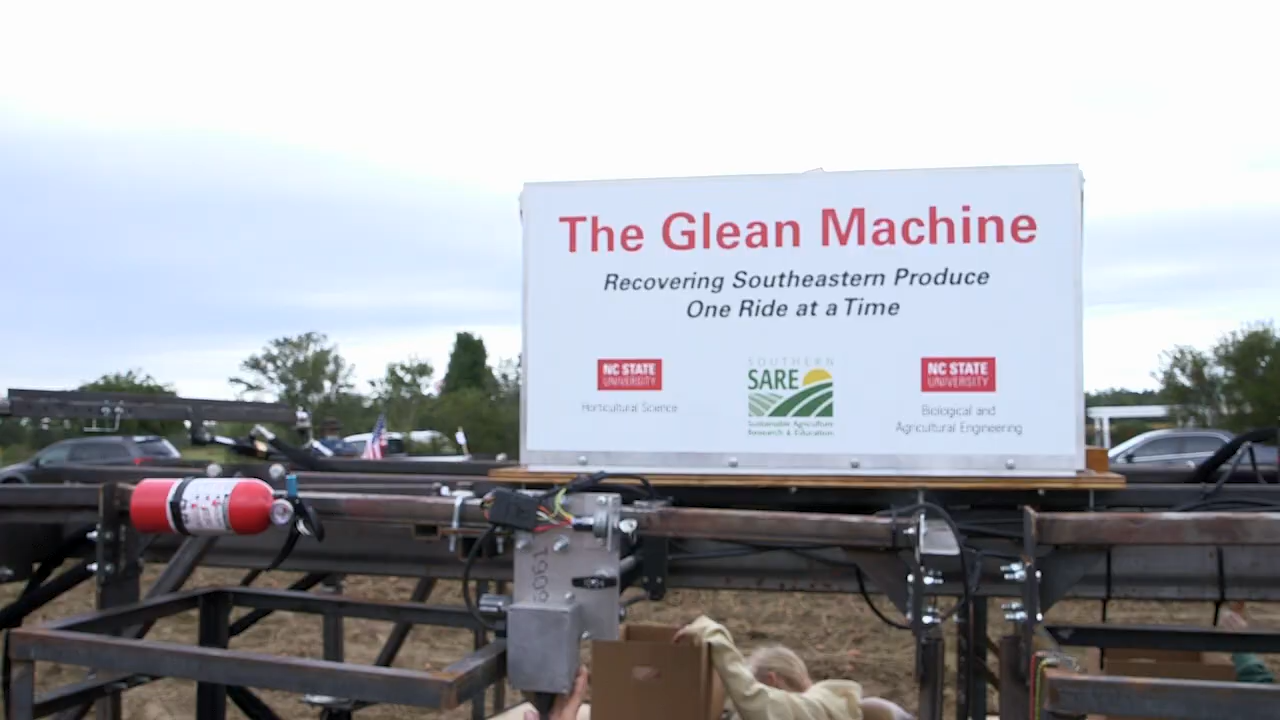 The Glean Machine
Recovering Southeastern Produce
One Ride at a Time
NC STATE
UNIVERSITY
Horticultural Science
SOUTHERN
SARE
Sustainable Agriculture
Research & Education
NC STATE
UNIVERSITY
Biological and
Agricultural Engineering